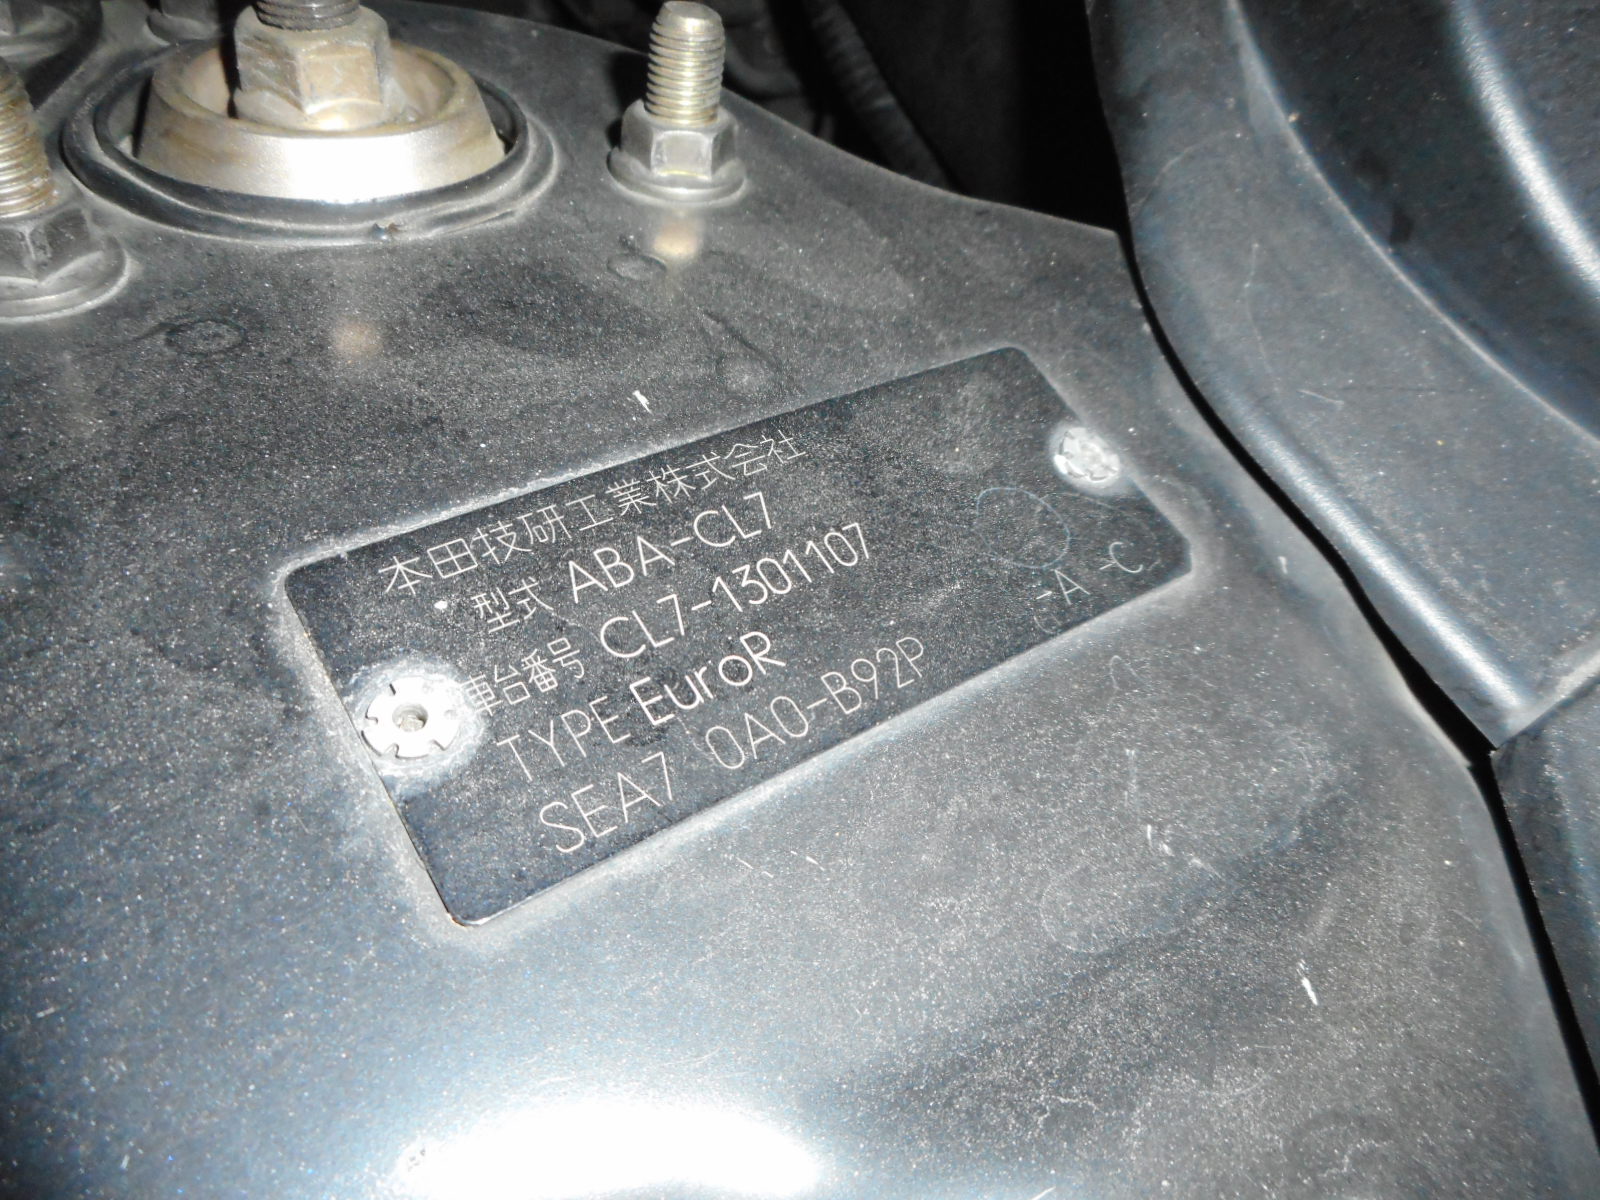 本田技研工業株式会社
型式 ABA-CL7
車台番号 CL7-1301107
TYPE EuroR
SEA7 0A0-B92P
-A -C